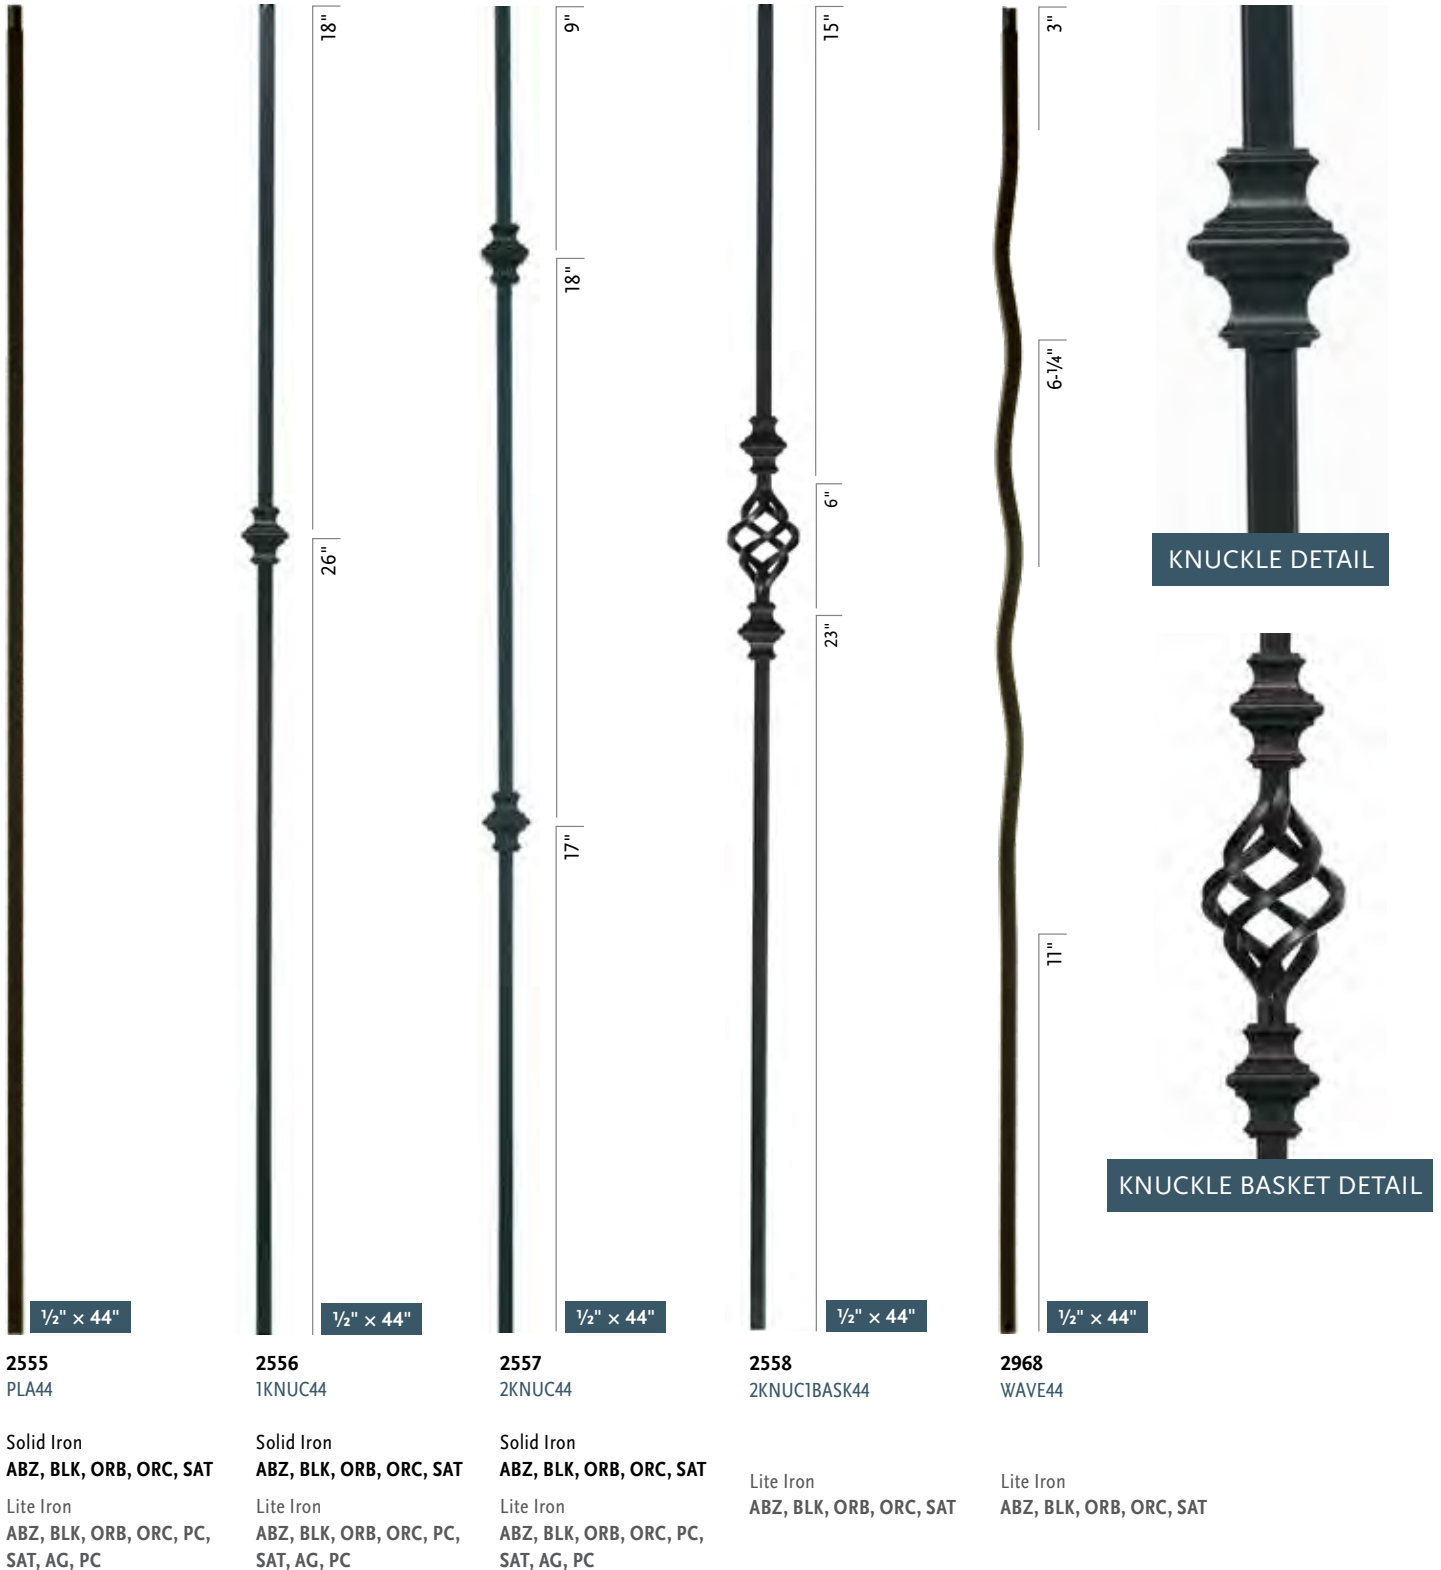 18"
26"
9"
18"
17"
15"
6"
23"
3"
6-1/4"
11"
KNUCKLE DETAIL
KNUCKLE BASKET DETAIL
½" × 44"
½" × 44"
½" × 44"
½" × 44"
½" × 44"
2555
PLA44
Solid Iron
ABZ, BLK, ORB, ORC, SAT
Lite Iron
ABZ, BLK, ORB, ORC, PC,
SAT, AG, PC
2556
1KNUC44
Solid Iron
ABZ, BLK, ORB, ORC, SAT
Lite Iron
ABZ, BLK, ORB, ORC, PC,
SAT, AG, PC
2557
2KNUC44
Solid Iron
ABZ, BLK, ORB, ORC, SAT
Lite Iron
ABZ, BLK, ORB, ORC, PC,
SAT, AG, PC
2558
2KNUC1BASK44
Lite Iron
ABZ, BLK, ORB, ORC, SAT
2968
WAVE44
Lite Iron
ABZ, BLK, ORB, ORC, SAT